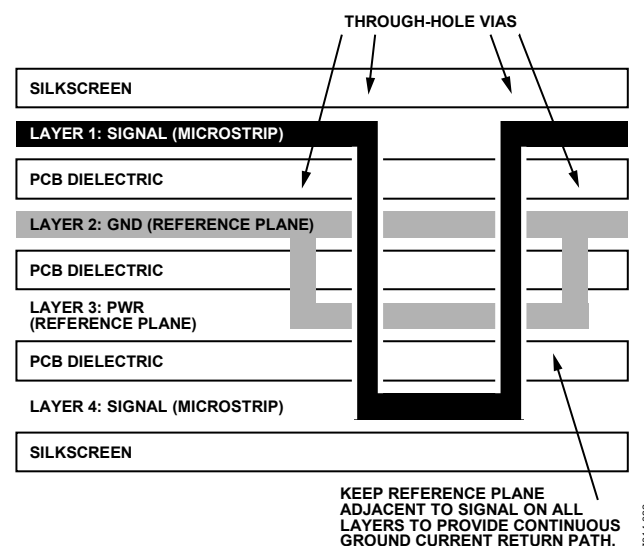 THROUGH-HOLE VIAS
SILKSCREEN
LAYER 1: SIGNAL (MICROSTRIP)
PCB DIELECTRIC
LAYER 2: GND (REFERENCE PLANE)
PCB DIELECTRIC
LAYER 3: PWR
(REFERENCE PLANE)
PCB DIELECTRIC
LAYER 4: SIGNAL (MICROSTRIP)
SILKSCREEN
KEEP REFERENCE PLANE
ADJACENT TO SIGNAL ON ALL
LAYERS TO PROVIDE CONTINUOUS
GROUND CURRENT RETURN PATH.